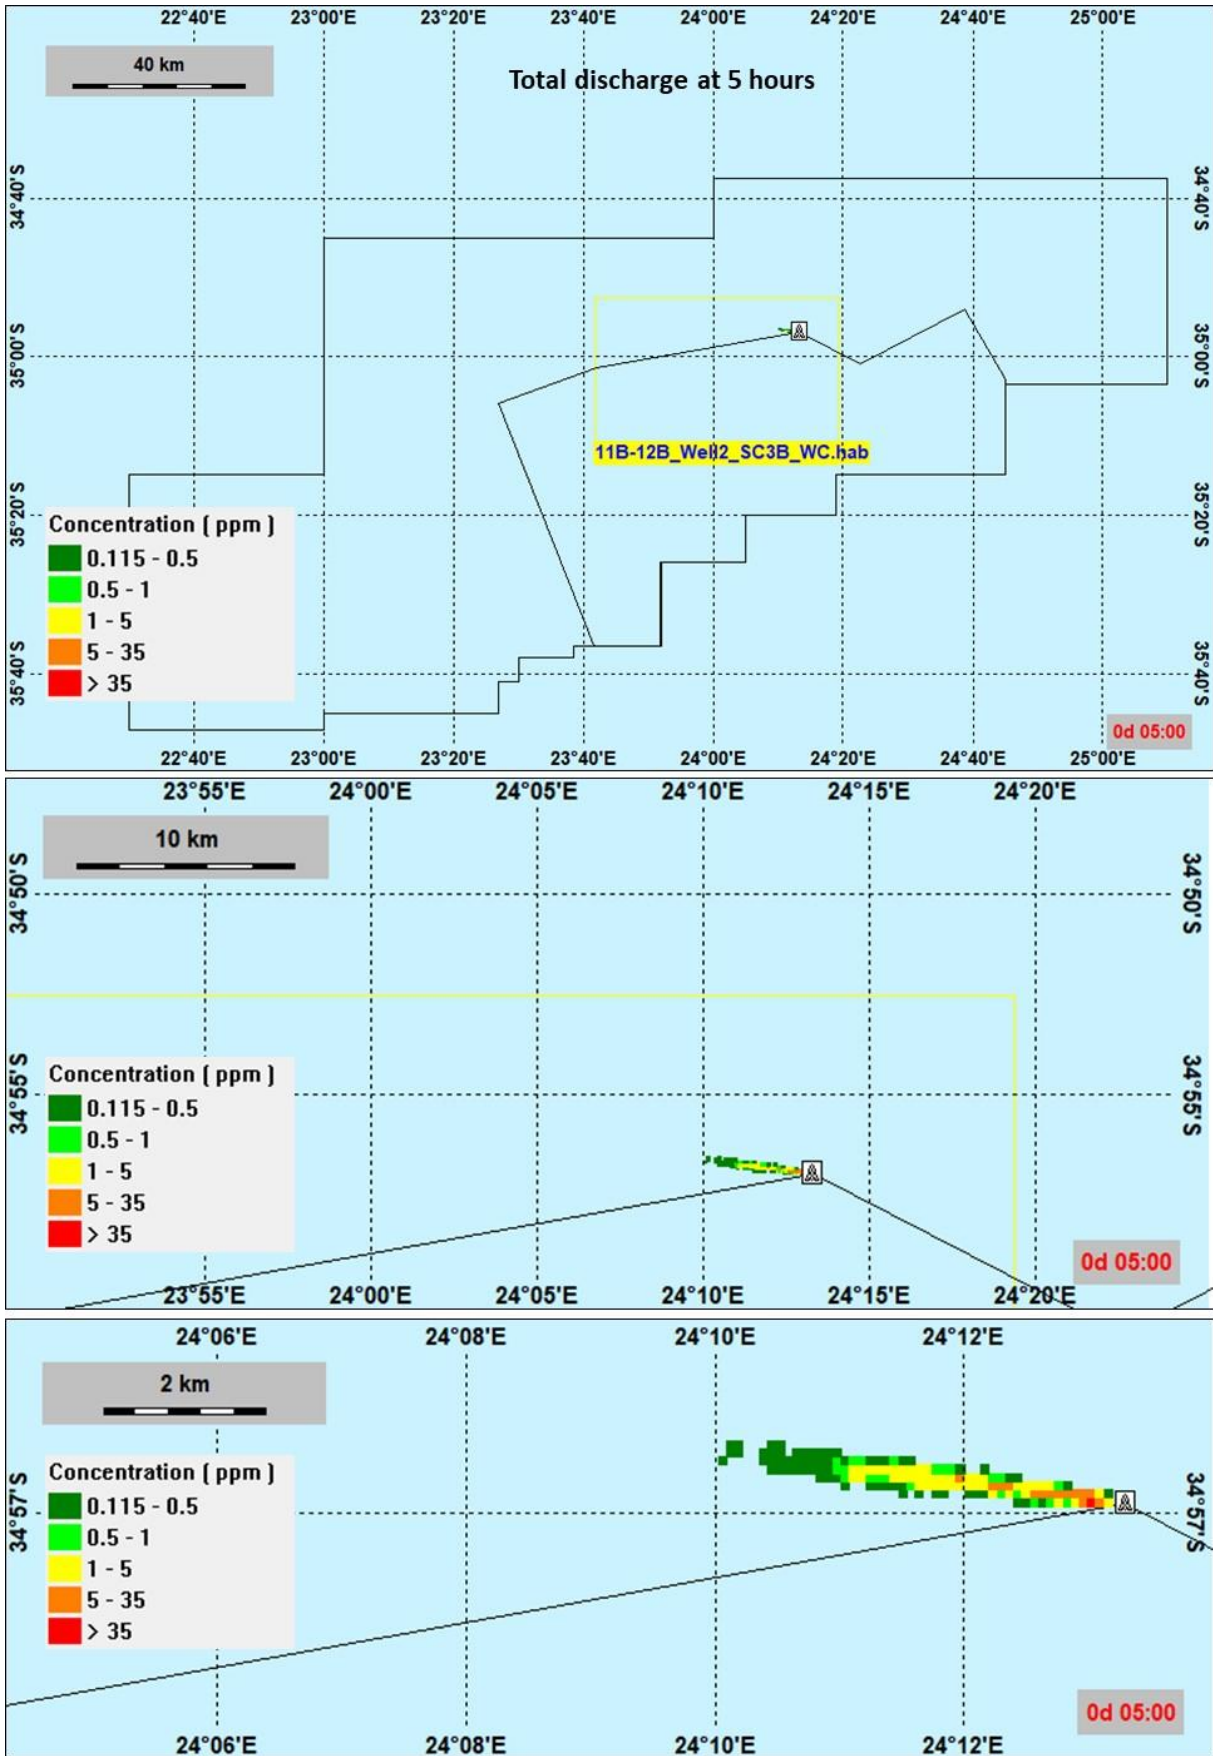 22°40'E 23°00'E 23°20'E 23°40'E 24°00'E 24°20'E 24°40'E 25°00'E
40 km
Total discharge at 5 hours
34°40'S 34°40'S
35°00'S 35°00'S
11B-12B_Well2_SC3B_WC.hab
35°20'S 35°20'S
Concentration ( ppm )
0.115 - 0.5
0.5 - 1
1 - 5
5 - 35
> 35
35°40'S 35°40'S
0d 05:00
22°40'E 23°00'E 23°20'E 23°40'E 24°00'E 24°20'E 24°40'E 25°00'E
23°55'E 24°00'E 24°05'E 24°10'E 24°15'E 24°20'E
10 km
34°50'S 34°50'S
34°55'S 34°55'S
Concentration ( ppm )
0.115 - 0.5
0.5 - 1
1 - 5
5 - 35
> 35
0d 05:00
23°55'E 24°00'E 24°05'E 24°10'E 24°15'E 24°20'E
24°06'E 24°08'E 24°10'E 24°12'E
2 km
Concentration ( ppm )
0.115 - 0.5
0.5 - 1
1 - 5
5 - 35
> 35
34°57'S 34°57'S
0d 05:00
24°06'E 24°08'E 24°10'E 24°12'E